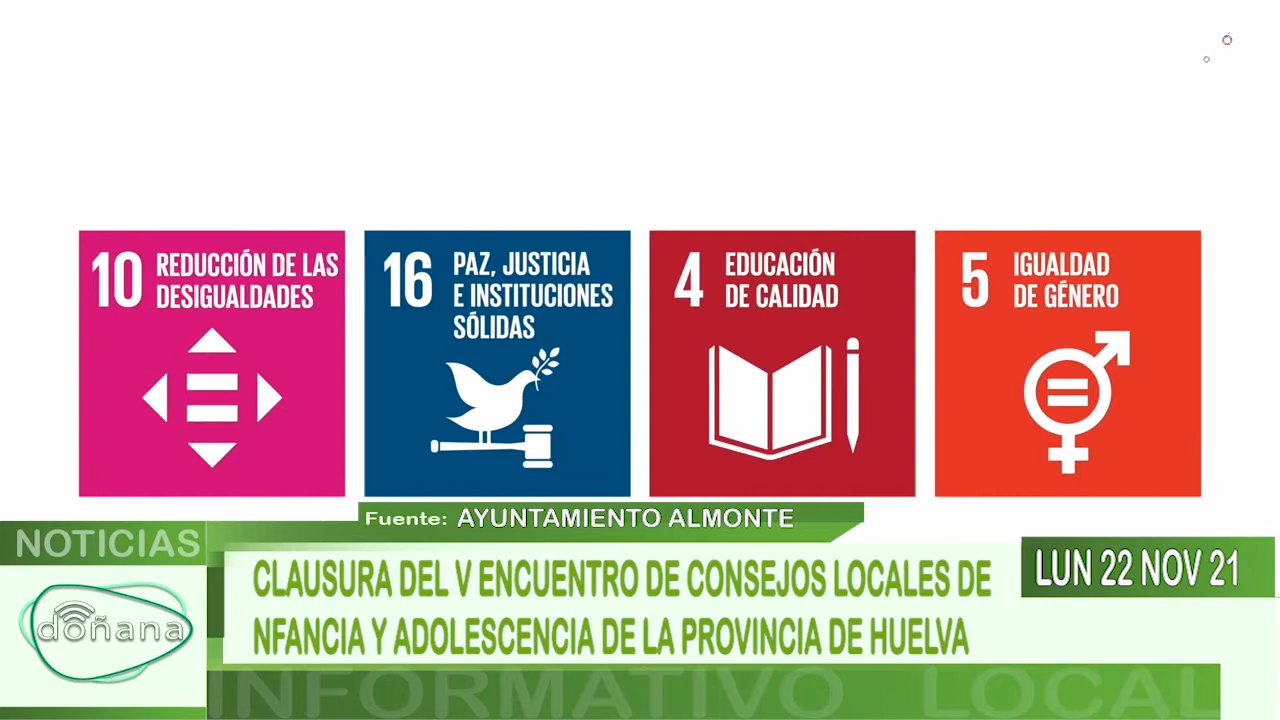 10 REDUCCIÓN DE LAS
DESIGUALDADES
16 PAZ, JUSTICIA
E INSTITUCIONES
SÓLIDAS
4 EDUCACIÓN
DE CALIDAD
5 IGUALDAD
DE GÉNERO
Fuente: AYUNTAMIENTO ALMONTE
NOTICIAS
doñana
CLAUSURA DEL V ENCUENTRO DE CONSEJOS LOCALES DE
NFANCIA Y ADOLESCENCIA DE LA PROVINCIA DE HUELVA
LUN 22 NOV 21
INFORMATIVO LOCAL